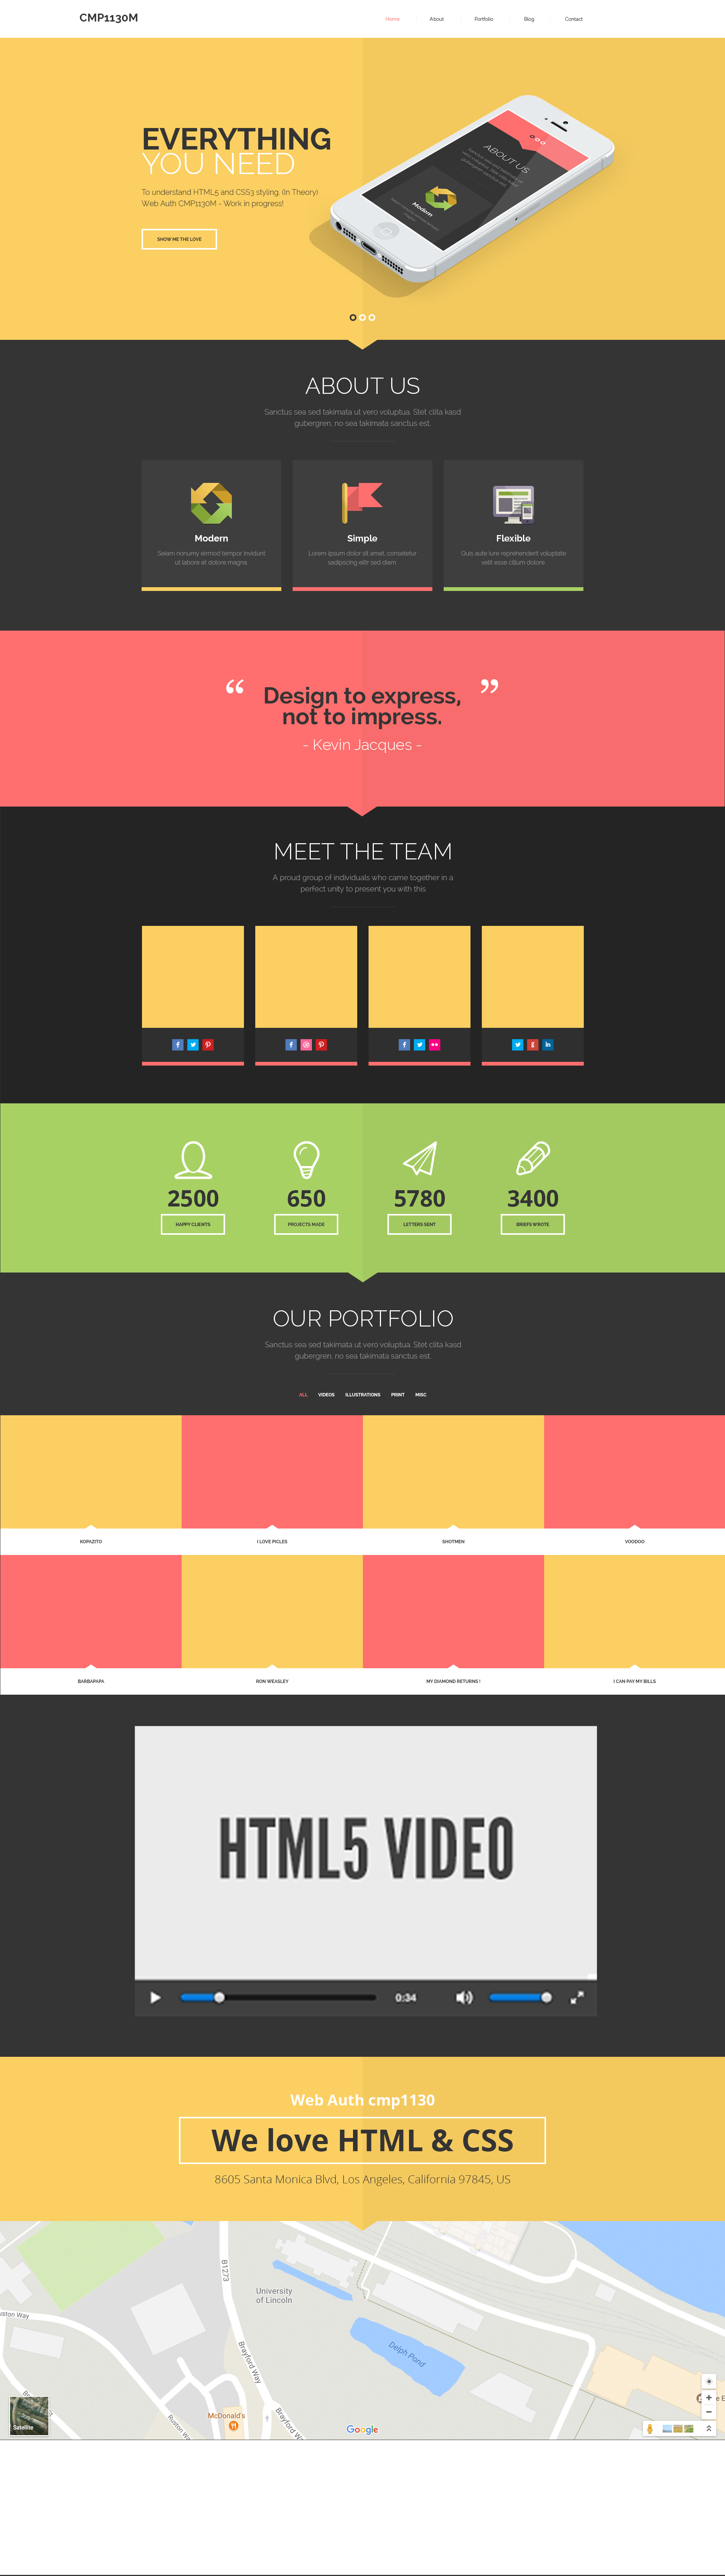 CMP1130M
Home
About
Portfolio
Blog
Contact
EVERYTHING
YOU NEED
To understand HTML5 and CSS3 styling. (In Theory)
Web Auth CMP1130M - Work in progress!
SHOW ME THE LOVE
ABOUT US
Modern
ABOUT US
Sanctus sea sed takimata ut vero voluptua. Stet clita kasd
gubergren, no sea takimata sanctus est.
Modern
Seiam nonumy eirmod tempor invidunt
ut labore et dolore magna.
Simple
Lorem ipsum dolor sit amet, consetetur
sadipscing elitr sed diem.
Flexible
Quis aute iure reprehenderit voluptate
velit esse cillum dolore.
“ Design to express, ”
not to impress.
- Kevin Jacques -
MEET THE TEAM
A proud group of individuals who came together in a
perfect unity to present you with this.
2500
HAPPY CLIENTS
650
PROJECTS MADE
5780
LETTERS SENT
3400
BRIEFS WROTE
OUR PORTFOLIO
Sanctus sea sed takimata ut vero voluptua. Stet clita kasd
gubergren, no sea takimata sanctus est.
ALL
VIDEOS
ILLUSTRATIONS
PRINT
MISC
KOPAZITO
I LOVE PICLES
SHOTMEN
VOODOO
BARBAPAPA
RON WEASLEY
MY DIAMOND RETURNS !
I CAN PAY MY BILLS
HTML5 VIDEO
0:34
Web Auth cmp1130
We love HTML & CSS
8605 Santa Monica Blvd, Los Angeles, California 97845, US
B1273
University
of Lincoln
Brayford Way
Delph Pond
McDonald's
Ruston Wa
Brayford W
Satellite
Google